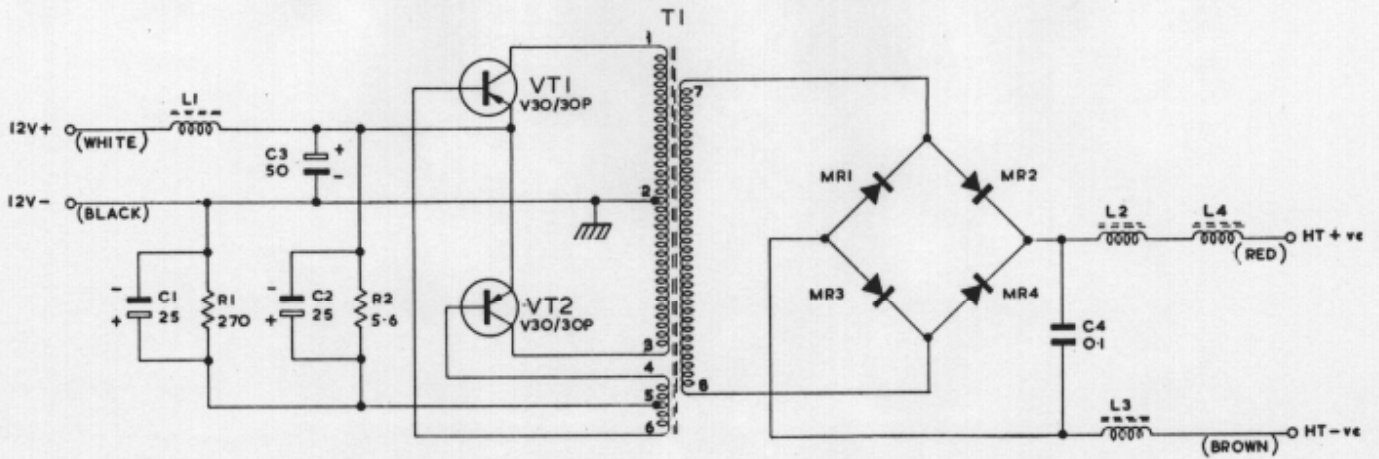 T1
1
VT1
V30/30P
7
L1
12V+
(WHITE)
C3
50
+
-
MR1
MR2
2
12V-
(BLACK)
L2
L4
HT+ve
(RED)
-
C1
25
+
R1
270
-
C2
25
+
R2
5·6
VT2
V30/30P
MR3
MR4
C4
0·1
3
4
5
6
8
L3
HT-ve
(BROWN)